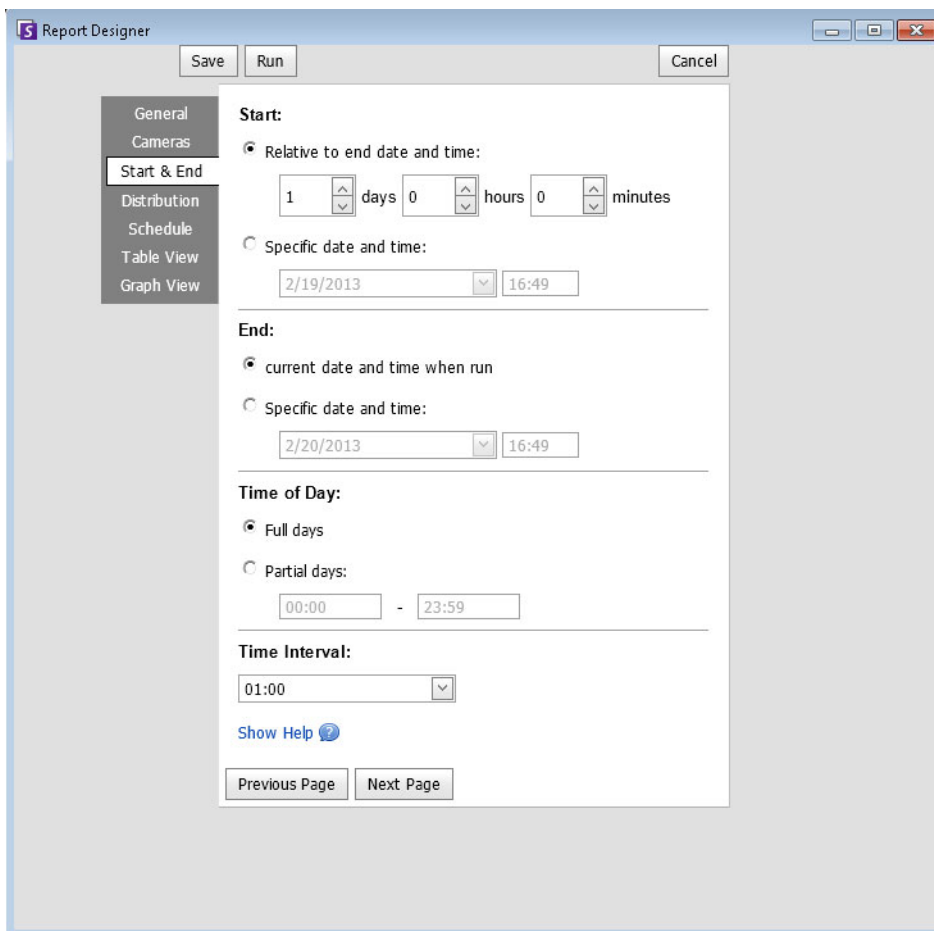 Report Designer
Save Run Cancel
General
Cameras
Start & End
Distribution
Schedule
Table View
Graph View
Start:
Relative to end date and time:
1 days 0 hours 0 minutes
Specific date and time:
2/19/2013 16:49
End:
current date and time when run
Specific date and time:
2/20/2013 16:49
Time of Day:
Full days
Partial days:
00:00 - 23:59
Time Interval:
01:00
Show Help ?
Previous Page Next Page